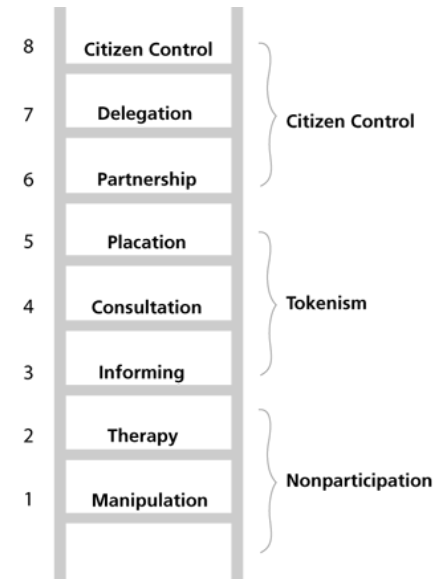 8 Citizen Control
7 Delegation
Citizen Control
6 Partnership
5 Placation
4 Consultation
Tokenism
3 Informing
2 Therapy
Nonparticipation
1 Manipulation